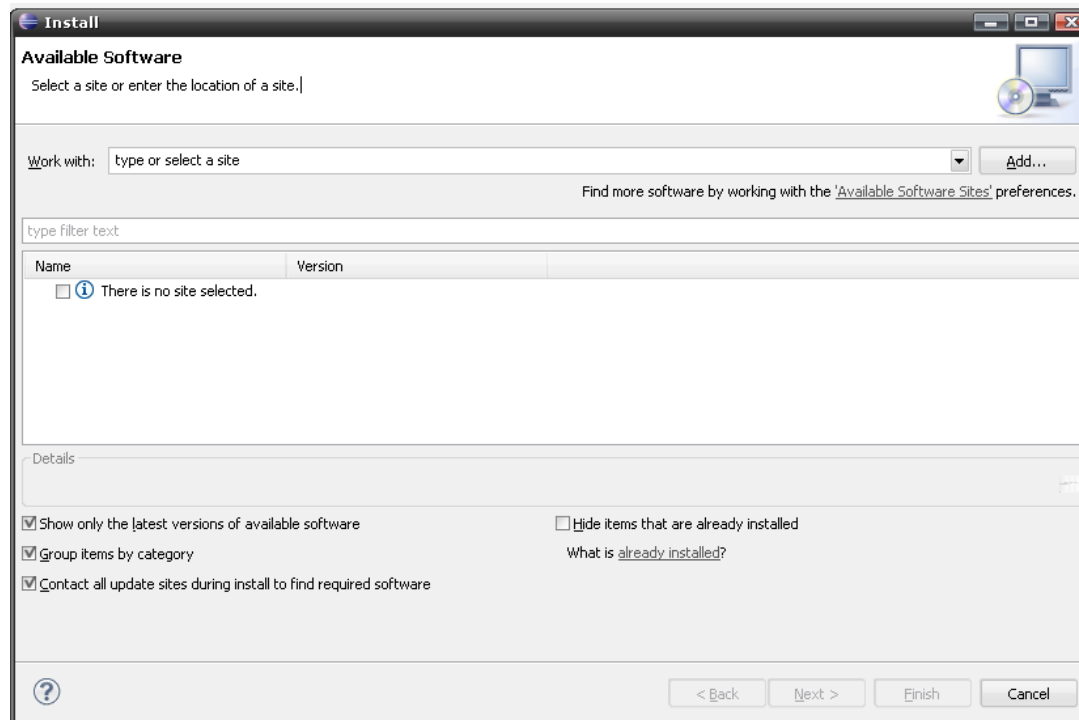 Install
Available Software
Select a site or enter the location of a site.
Work with: type or select a site Add...
Find more software by working with the 'Available Software Sites' preferences.
type filter text
Name Version
There is no site selected.
Details
Show only the latest versions of available software Hide items that are already installed
Group items by category What is already installed?
Contact all update sites during install to find required software
< Back Next > Finish Cancel